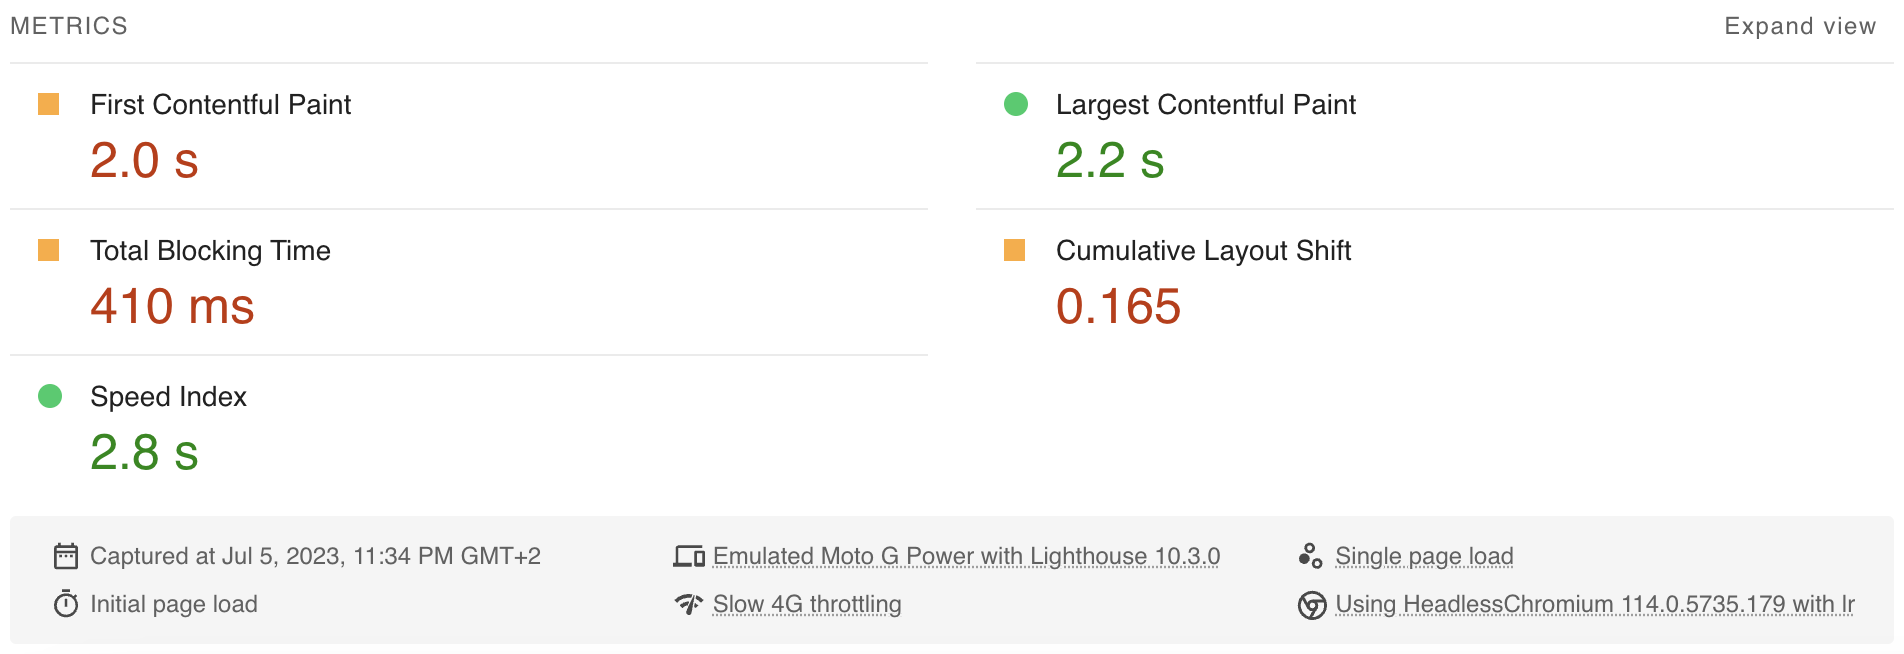 METRICS
Expand view
First Contentful Paint
2.0 s
Largest Contentful Paint
2.2 s
Total Blocking Time
410 ms
Cumulative Layout Shift
0.165
Speed Index
2.8 s
Captured at Jul 5, 2023, 11:34 PM GMT+2
Emulated Moto G Power with Lighthouse 10.3.0
Single page load
Initial page load
Slow 4G throttling
Using HeadlessChromium 114.0.5735.179 with lr